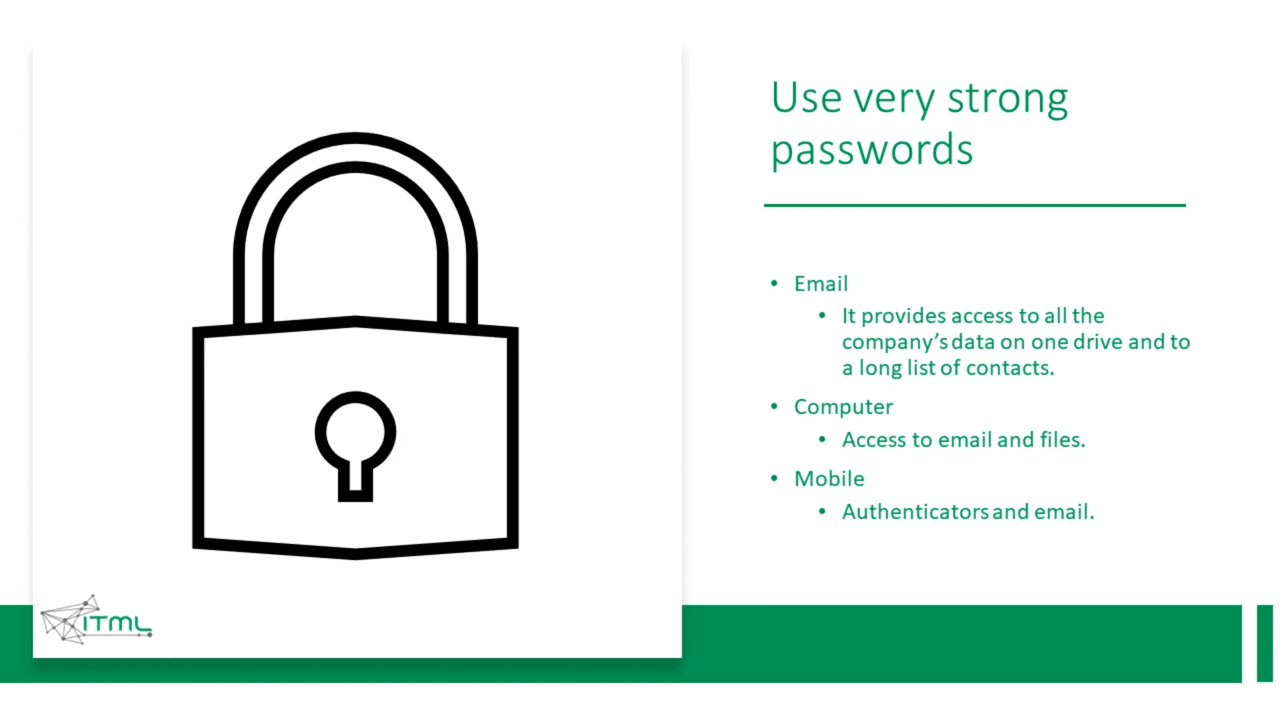 Use very strong
passwords
• Email
• It provides access to all the
company's data on one drive and to
a long list of contacts.
• Computer
• Access to email and files.
• Mobile
• Authenticators and email.
ITML